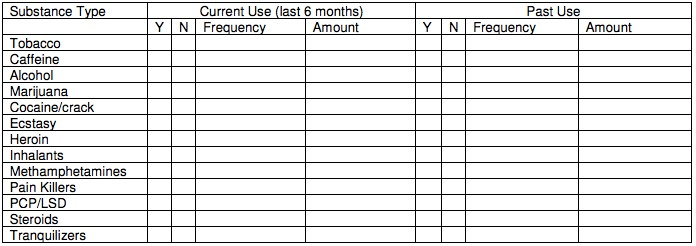 Substance Type Current Use (last 6 months) Past Use
Y N Frequency Amount Y N Frequency Amount
Tobacco
Caffeine
Alcohol
Marijuana
Cocaine/crack
Ecstasy
Heroin
Inhalants
Methamphetamines
Pain Killers
PCP/LSD
Steroids
Tranquilizers